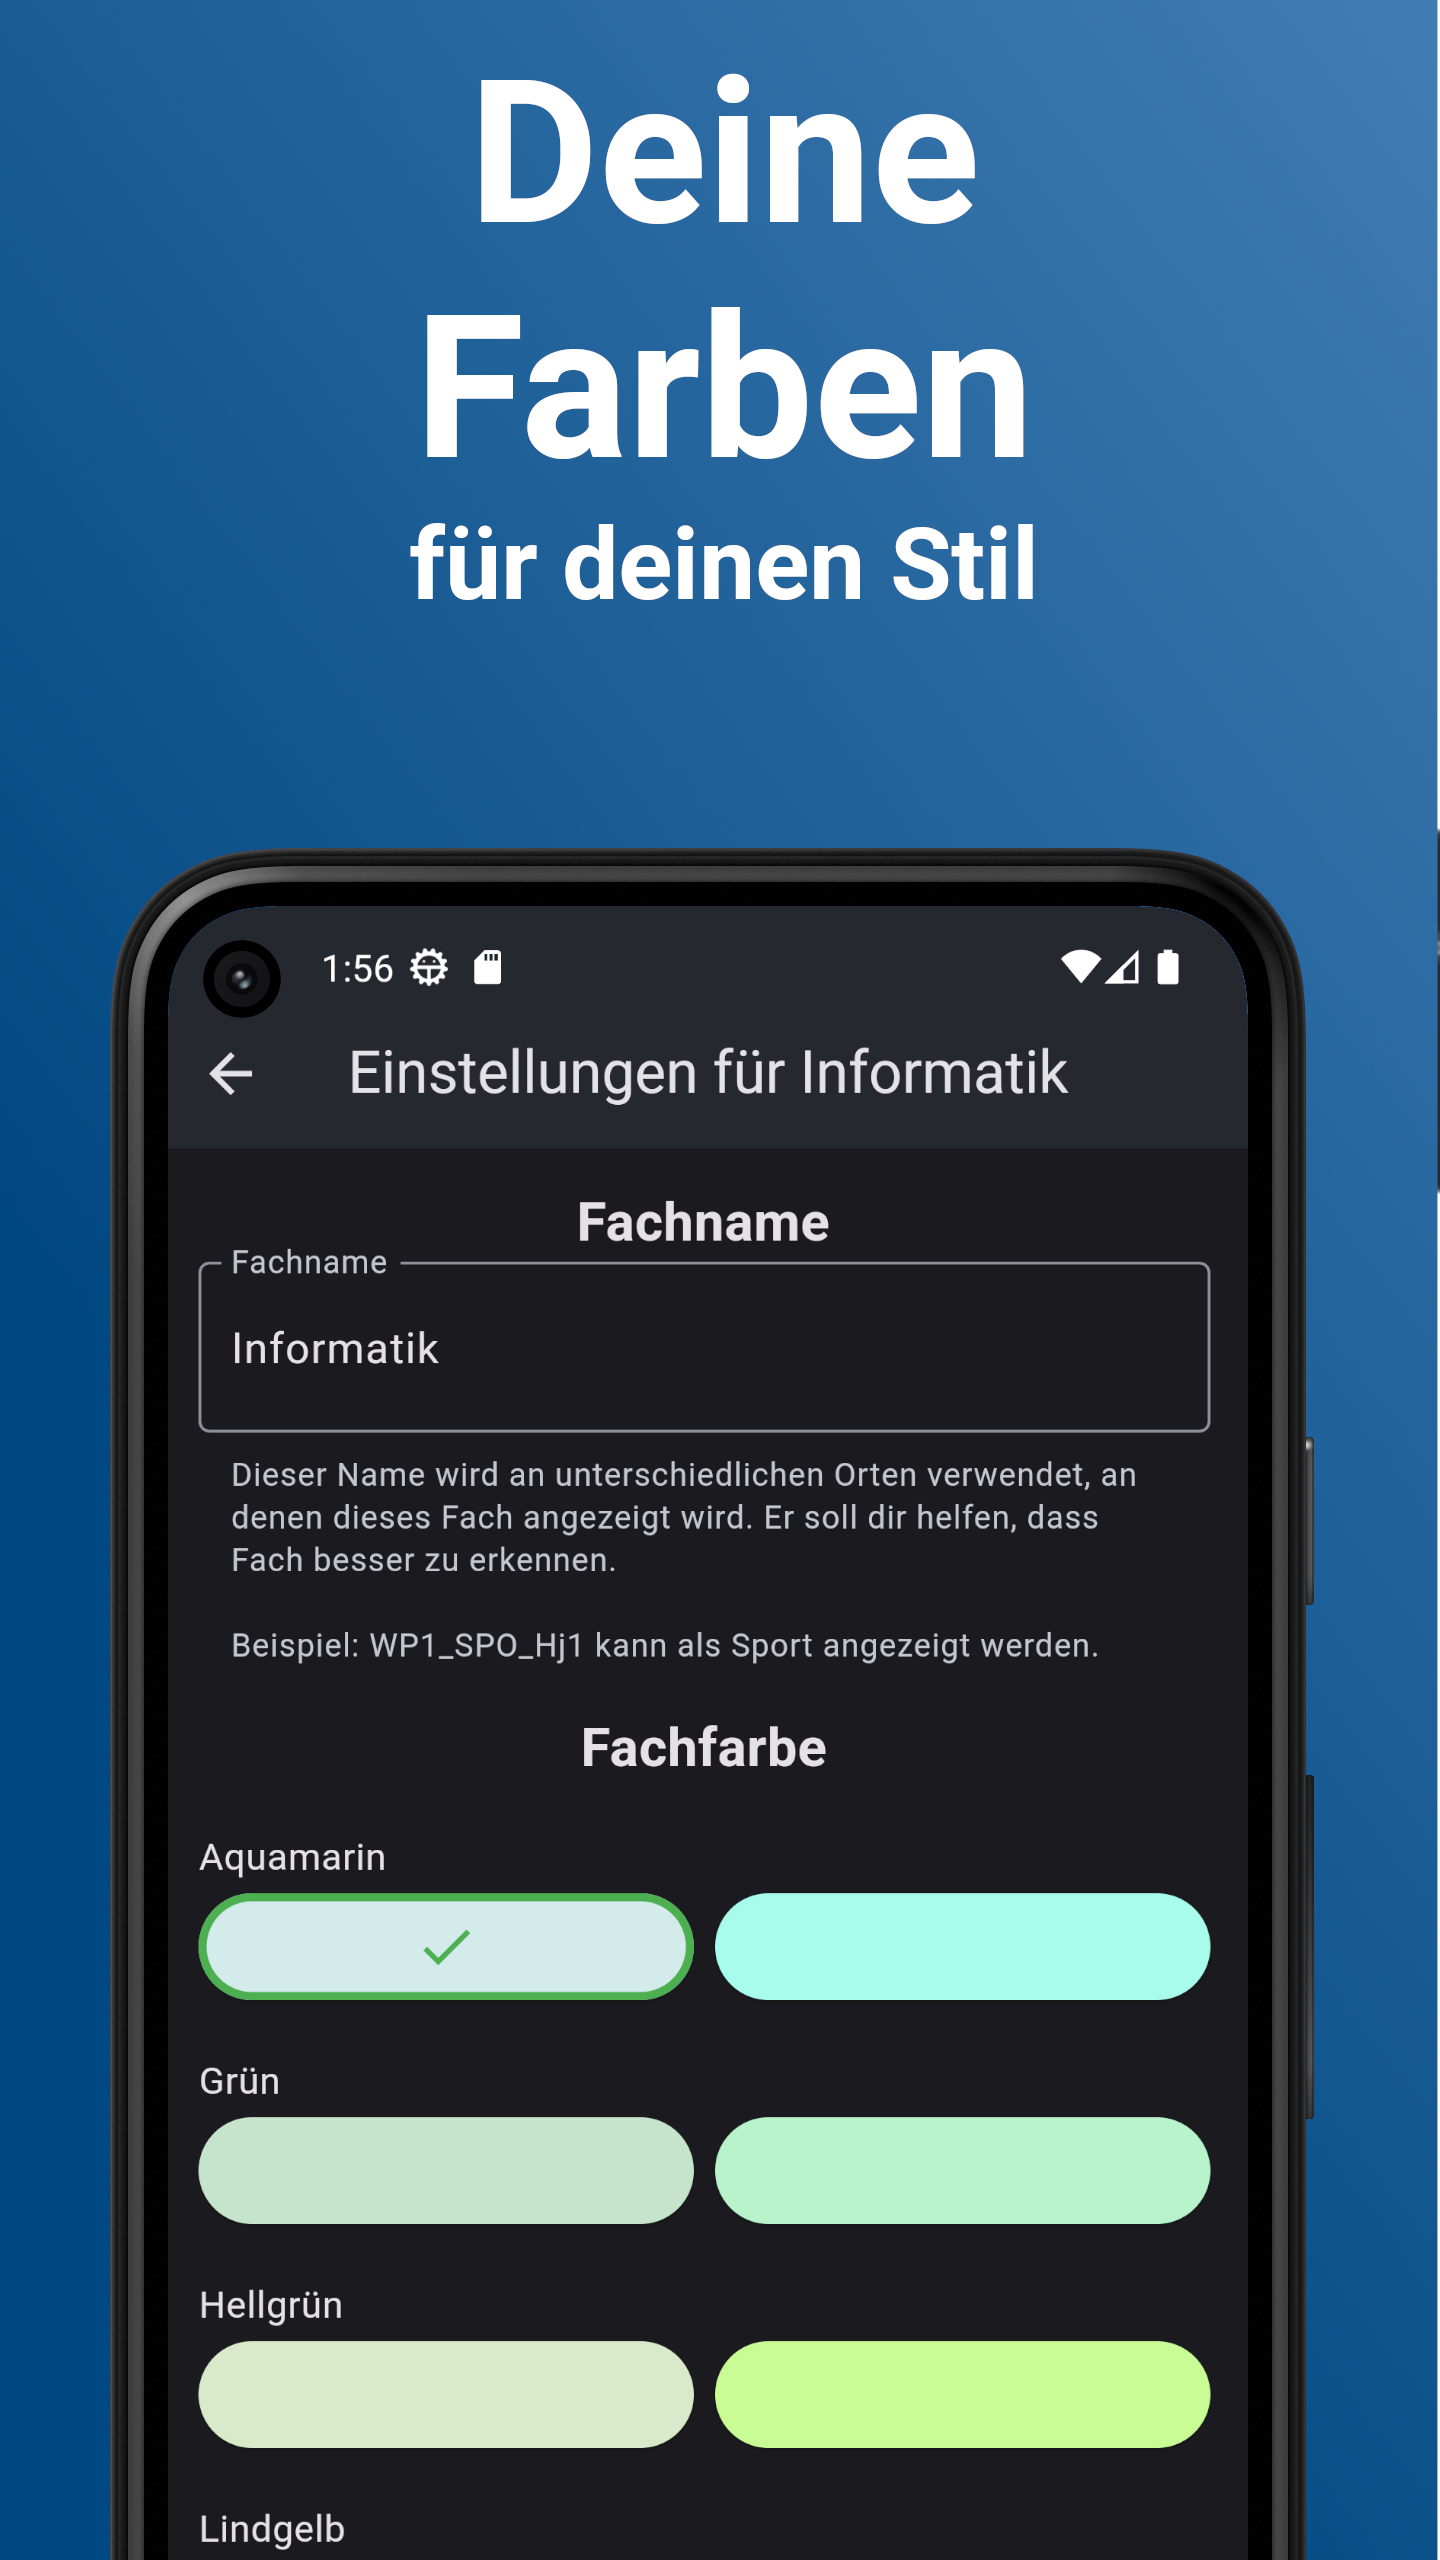 Deine
Farben
für deinen Stil
1:56
Einstellungen für Informatik
Fachname
Fachname
Informatik
Dieser Name wird an unterschiedlichen Orten verwendet, an
denen dieses Fach angezeigt wird. Er soll dir helfen, dass
Fach besser zu erkennen.
Beispiel: WP1_SPO_Hj1 kann als Sport angezeigt werden.
Fachfarbe
Aquamarin
Grün
Hellgrün
Lindgelb